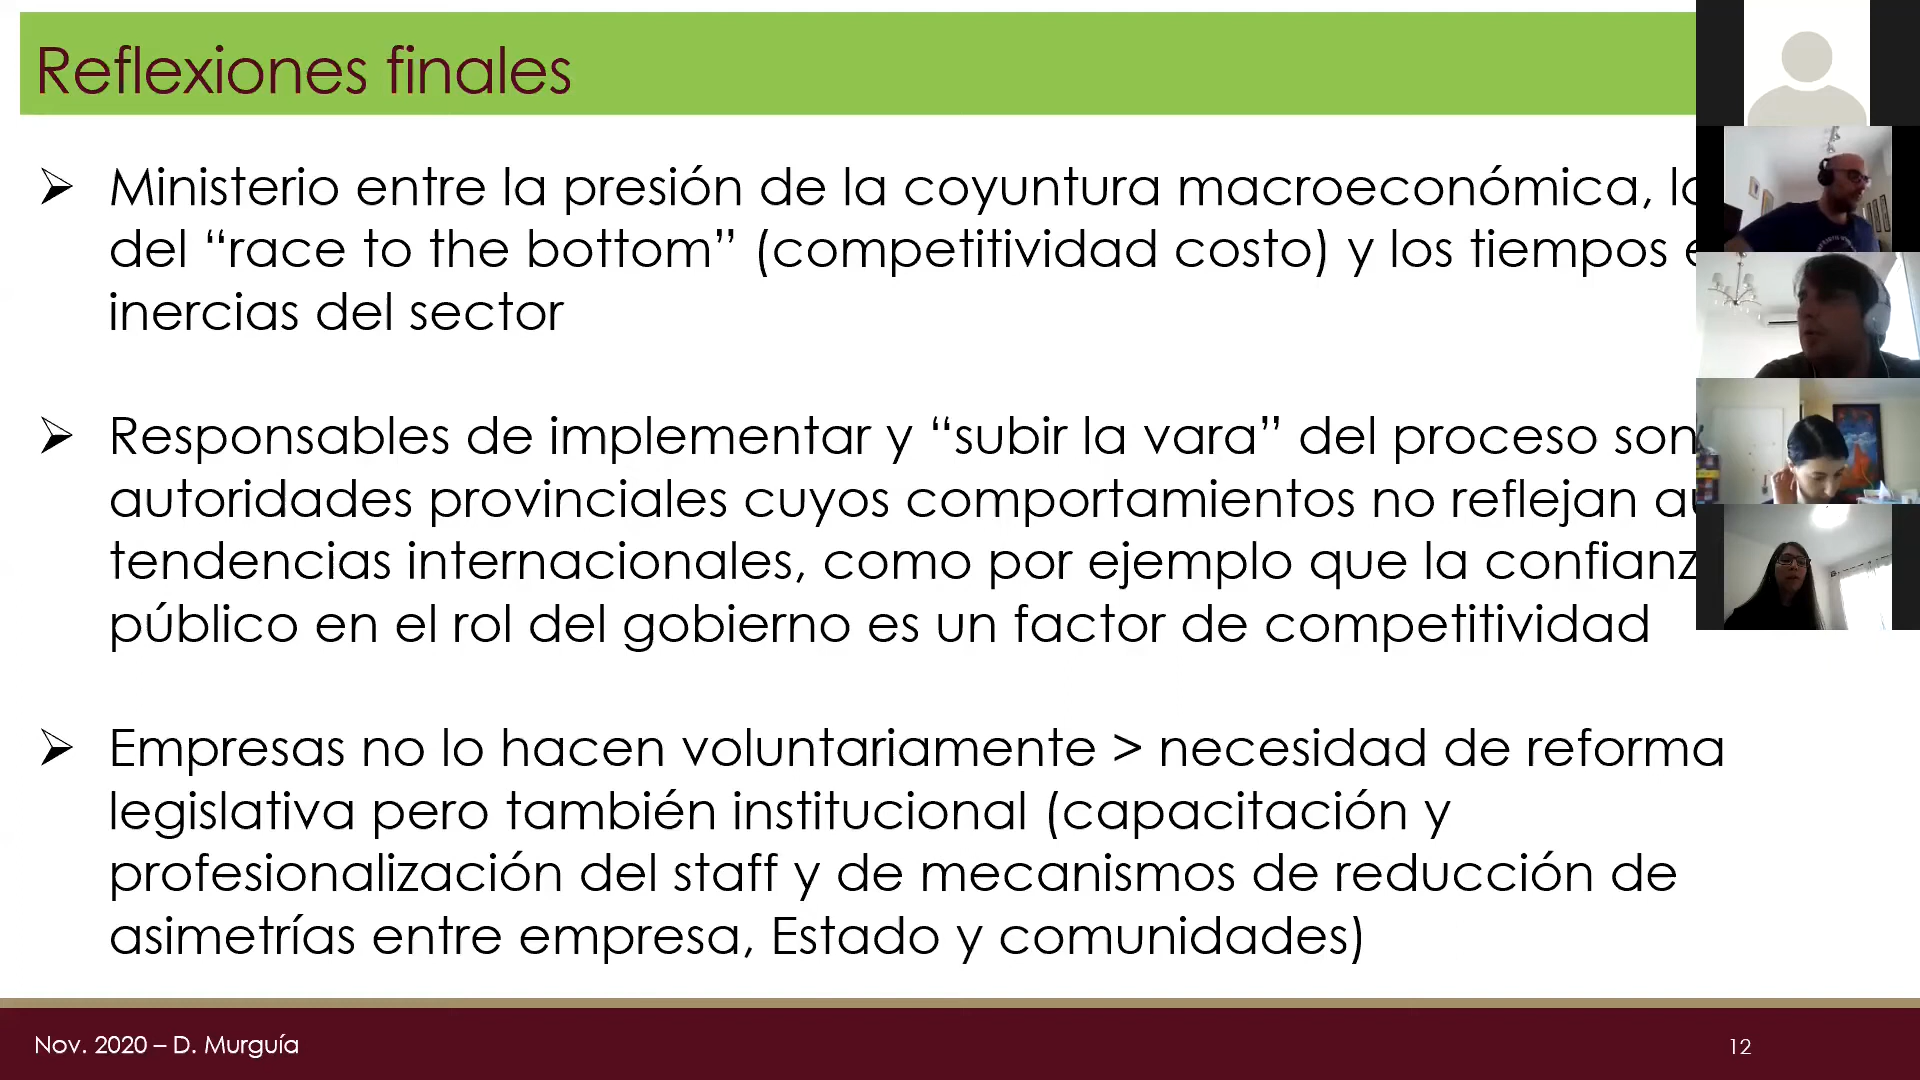 Reflexiones finales
➢ Ministerio entre la presión de la coyuntura macroeconómica,
del “race to the bottom” (competitividad costo) y los tiempos
inercias del sector
➢ Responsables de implementar y “subir la vara” del proceso son
autoridades provinciales cuyos comportamientos no reflejan
tendencias internacionales, como por ejemplo que la
público en el rol del gobierno es un factor de competitividad
➢ Empresas no lo hacen voluntariamente > necesidad de reforma
legislativa pero también institucional (capacitación y
profesionalización del staff y de mecanismos de reducción de
asimetrías entre empresa, Estado y comunidades)
Nov. 2020 – D. Murguía
12